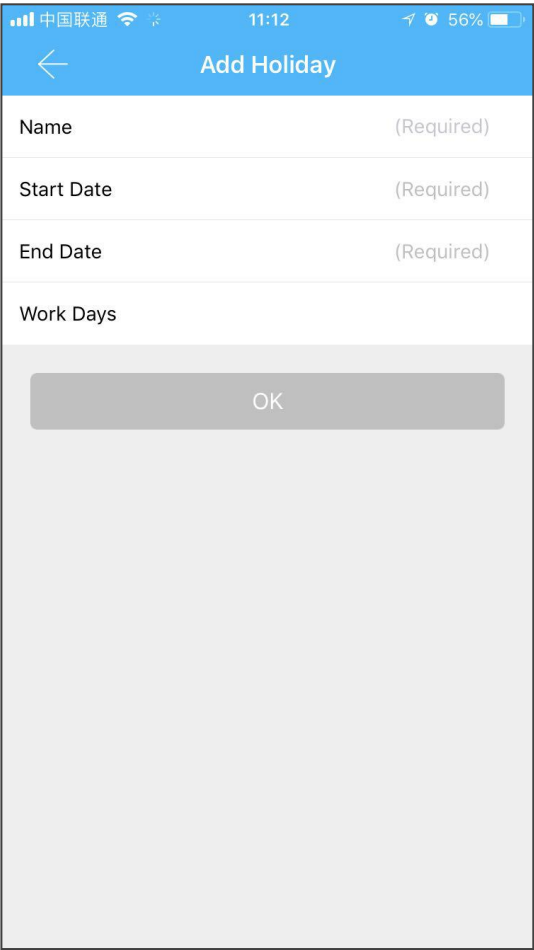 中国联通 11:12 56%
Add Holiday
Name (Required)
Start Date (Required)
End Date (Required)
Work Days
OK